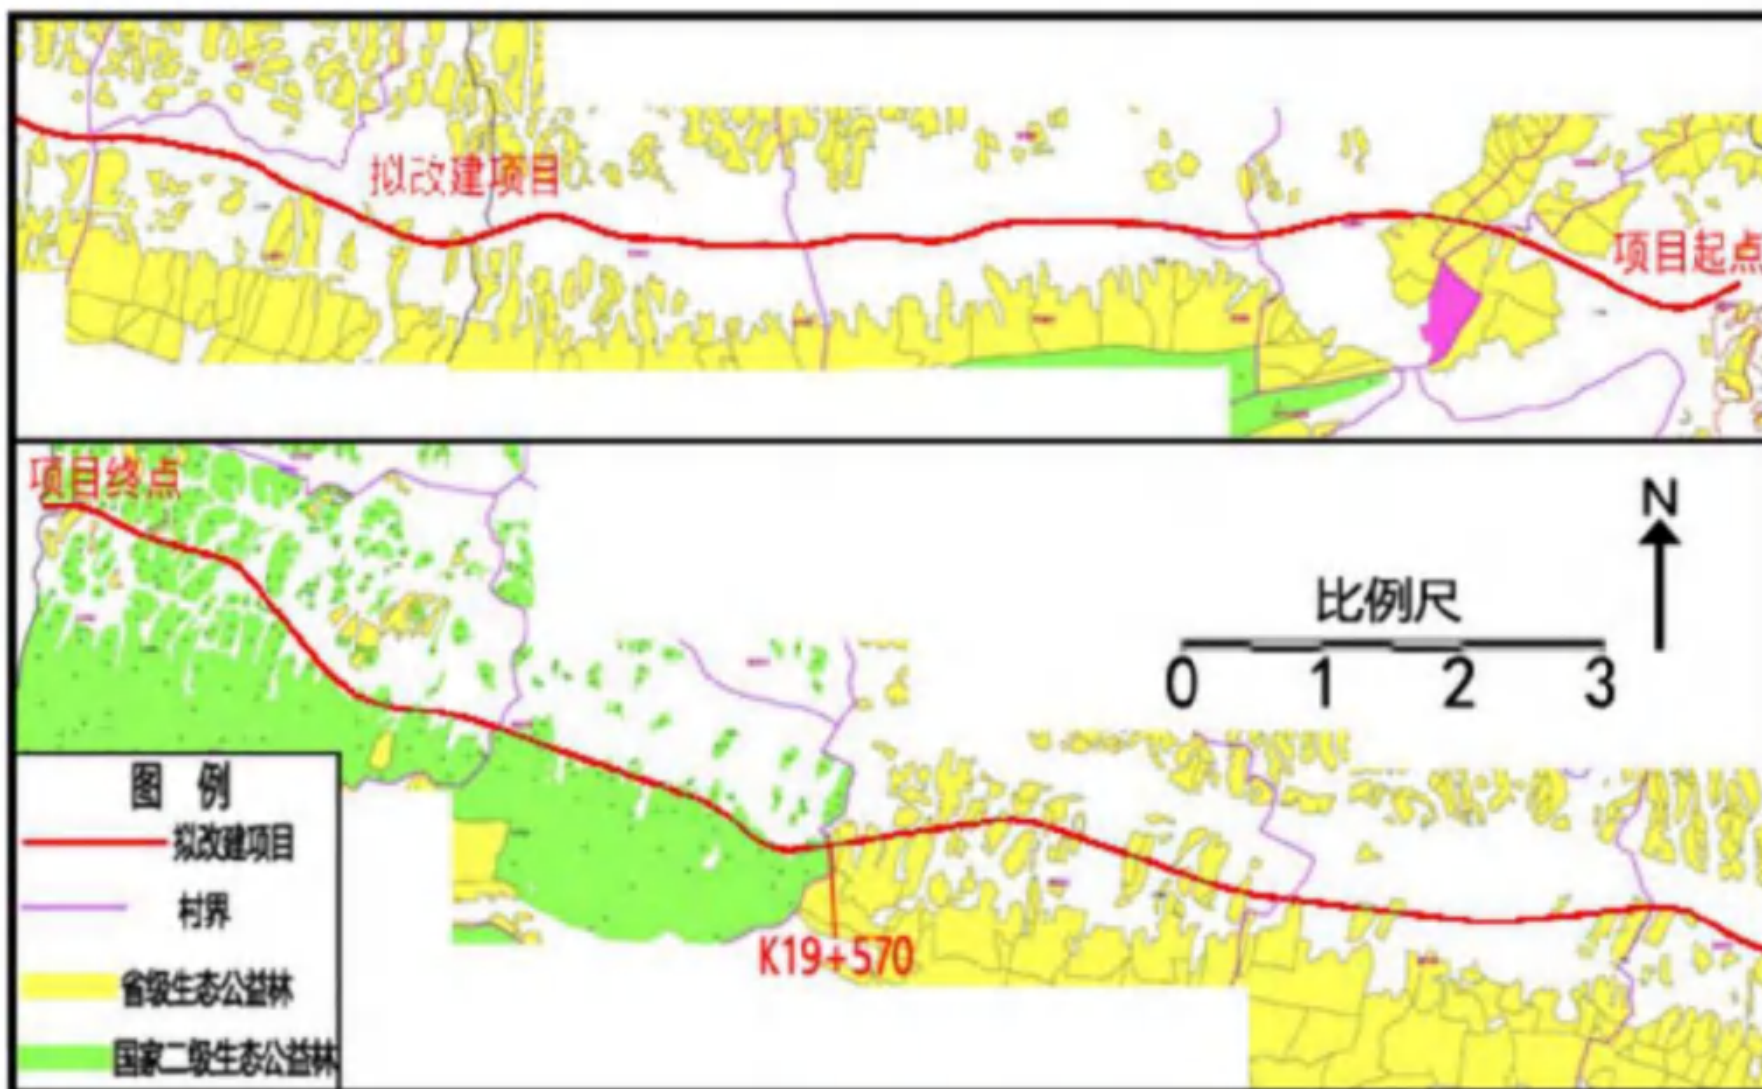 拟改建项目
项目起点
项目终点
N
比例尺
0 1 2 3
图 例
拟改建项目
村界
省级生态公益林
国家二级生态公益林
K19+570